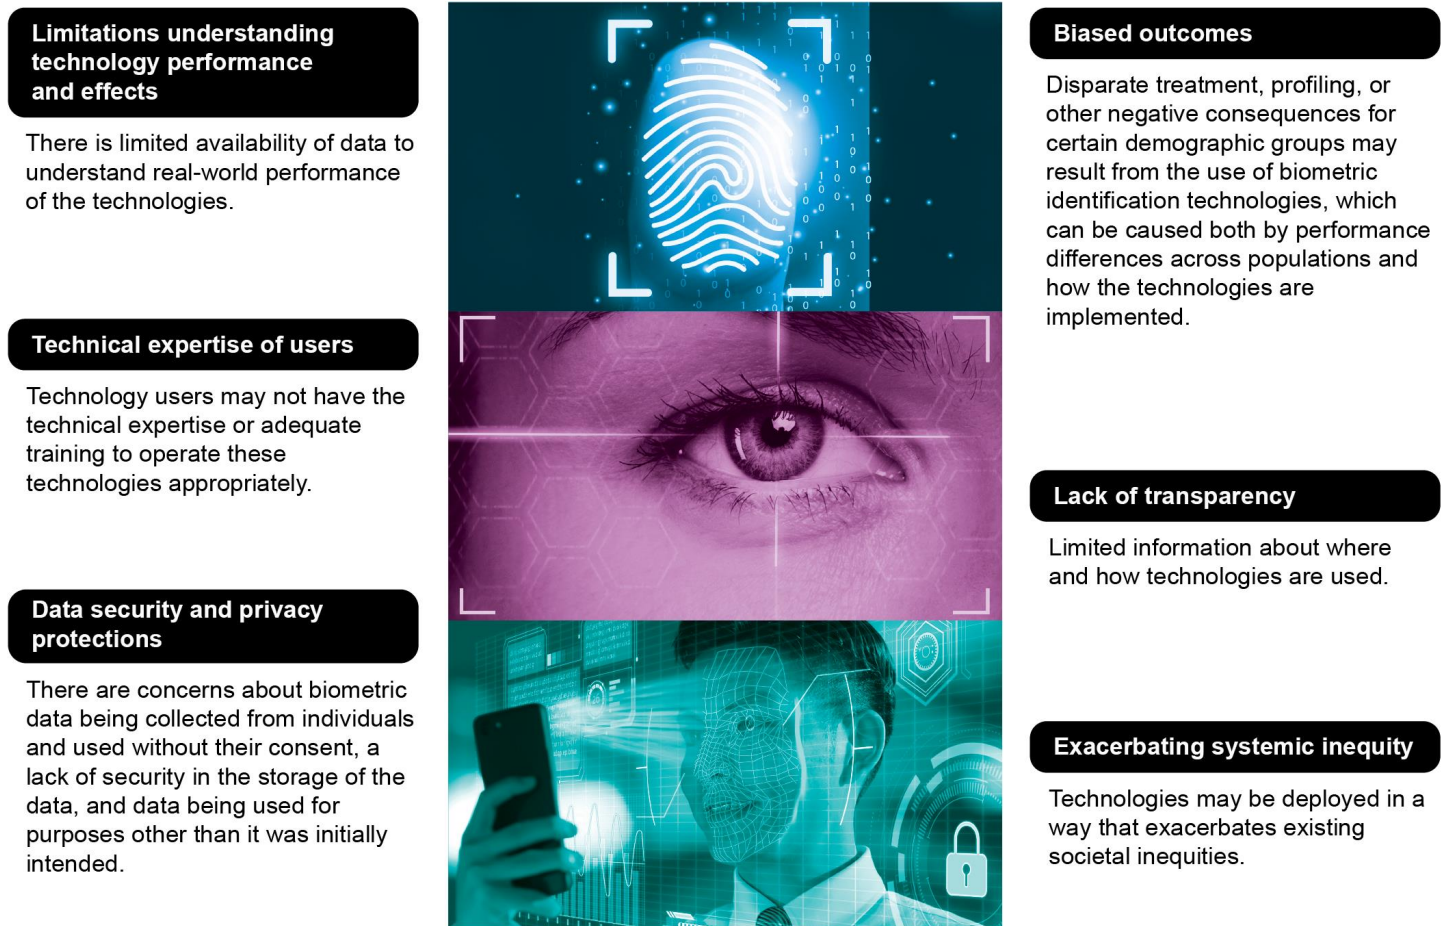 Limitations understanding
technology performance
and effects
There is limited availability of data to
understand real-world performance
of the technologies.
Technical expertise of users
Technology users may not have the
technical expertise or adequate
training to operate these
technologies appropriately.
Data security and privacy
protections
There are concerns about biometric
data being collected from individuals
and used without their consent, a
lack of security in the storage of the
data, and data being used for
purposes other than it was initially
intended.
Biased outcomes
Disparate treatment, profiling, or
other negative consequences for
certain demographic groups may
result from the use of biometric
identification technologies, which
can be caused both by performance
differences across populations and
how the technologies are
implemented.
Lack of transparency
Limited information about where
and how technologies are used.
Exacerbating systemic inequity
Technologies may be deployed in a
way that exacerbates existing
societal inequities.